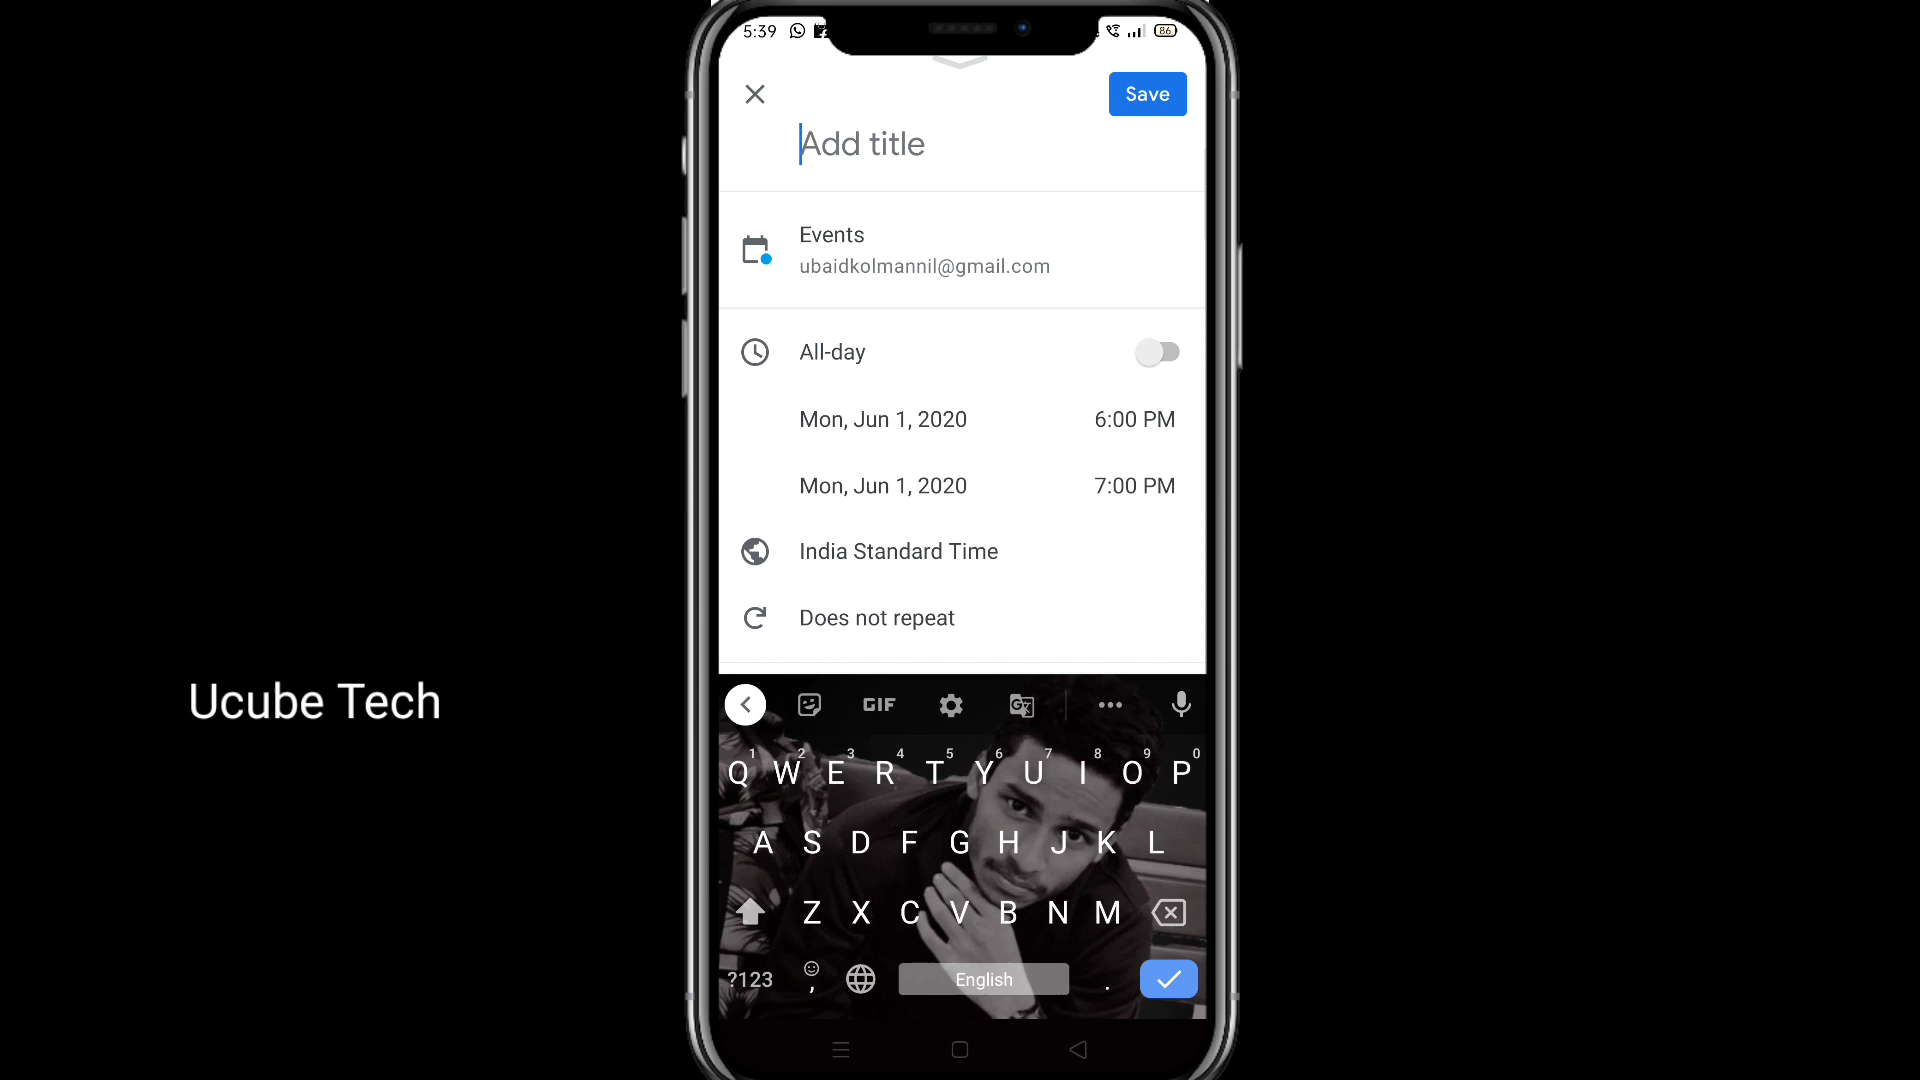 5:39
86
Save
Add title
Events
ubaidkolmannil@gmail.com
All-day
Mon, Jun 1, 2020 6:00 PM
Mon, Jun 1, 2020 7:00 PM
India Standard Time
Does not repeat
Ucube Tech
GIF
1 2 3 4 5 6 7 8 9 0
Q W E R T Y U I O P
A S D F G H J K L
Z X C V B N M
?123 , English .